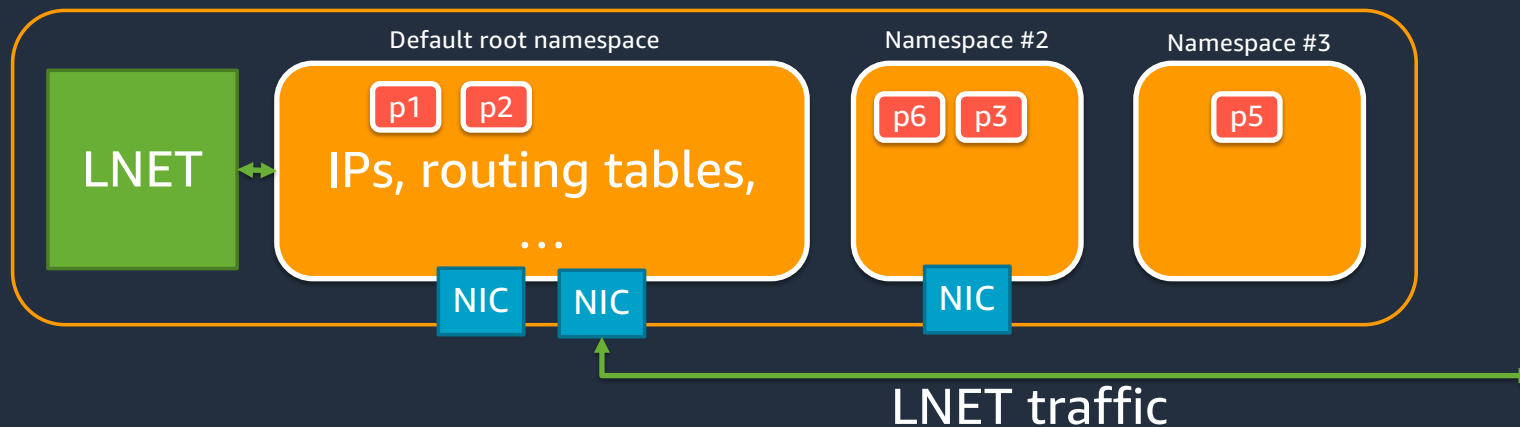 Default root namespace
Namespace #2
Namespace #3
LNET
p1
p2
IPs, routing tables,
...
p6
p3
p5
NIC
NIC
NIC
LNET traffic